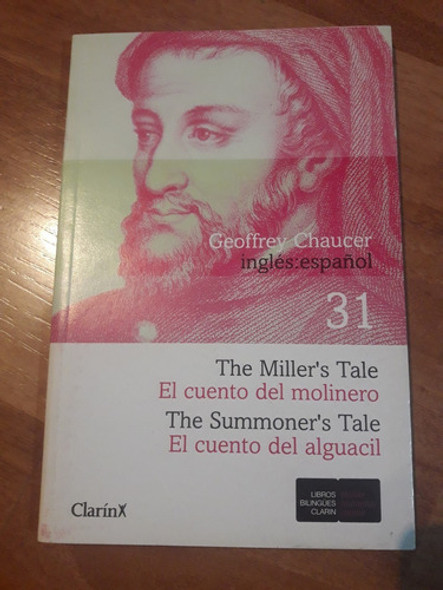 Geoffrey Chaucer
inglés:español
31
The Miller's Tale
El cuento del molinero
The Summoner's Tale
El cuento del alguacil
Clarín
LIBROS
BILINGÜES
CLARIN